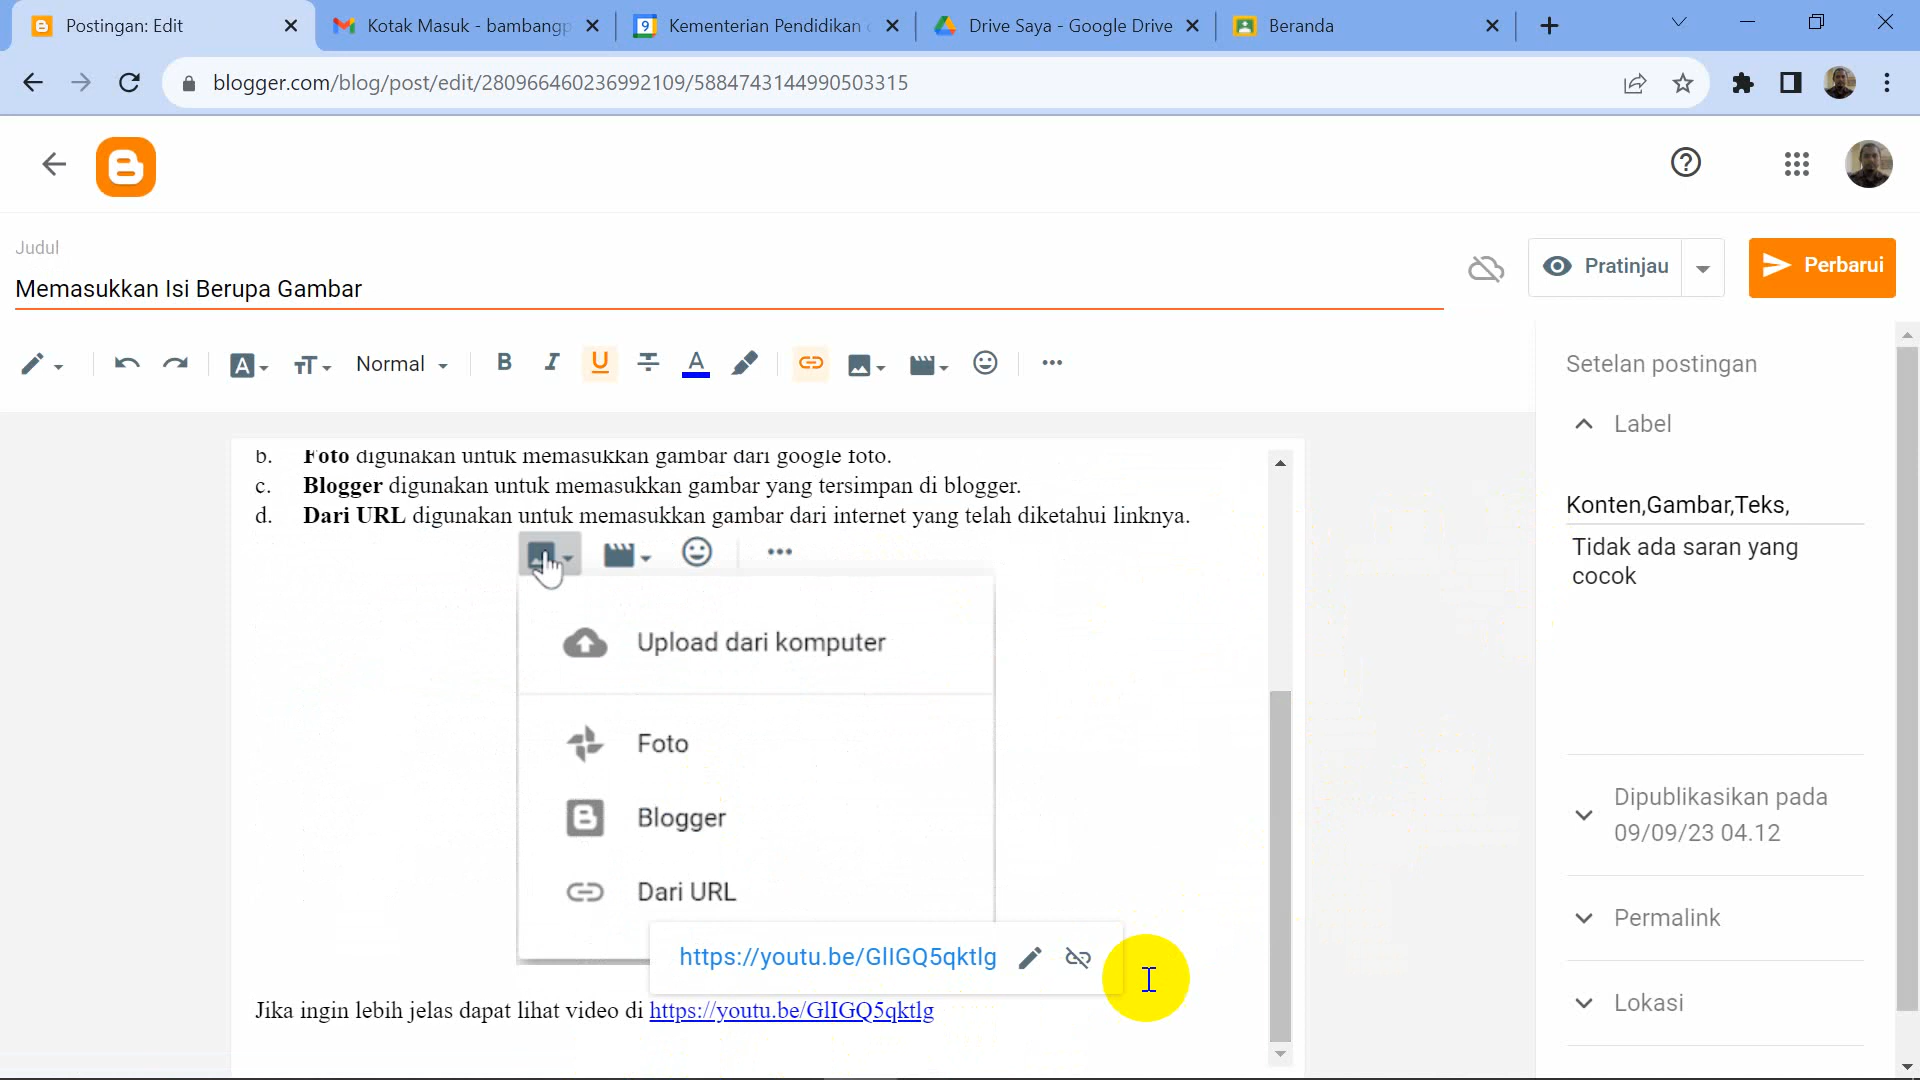 Postingan: Edit
Kotak Masuk - bambangp
9
Kementerian Pendidikan
Drive Saya - Google Drive
Beranda
blogger.com/blog/post/edit/280966460236992109/5884743144990503315
Judul
Memasukkan Isi Berupa Gambar
Pratinjau
Perbarui
Normal
B I U A
Setelan postingan
Label
Konten,Gambar,Teks,
Tidak ada saran yang
cocok
Dipublikasikan pada
09/09/23 04.12
Permalink
Lokasi
b. Foto digunakan untuk memasukkan gambar dari google foto.
c. Blogger digunakan untuk memasukkan gambar yang tersimpan di blogger.
d. Dari URL digunakan untuk memasukkan gambar dari internet yang telah diketahui linknya.
Upload dari komputer
Foto
Blogger
Dari URL
https://youtu.be/GlIGQ5qktlg
Jika ingin lebih jelas dapat lihat video di https://youtu.be/GlIGQ5qktlg